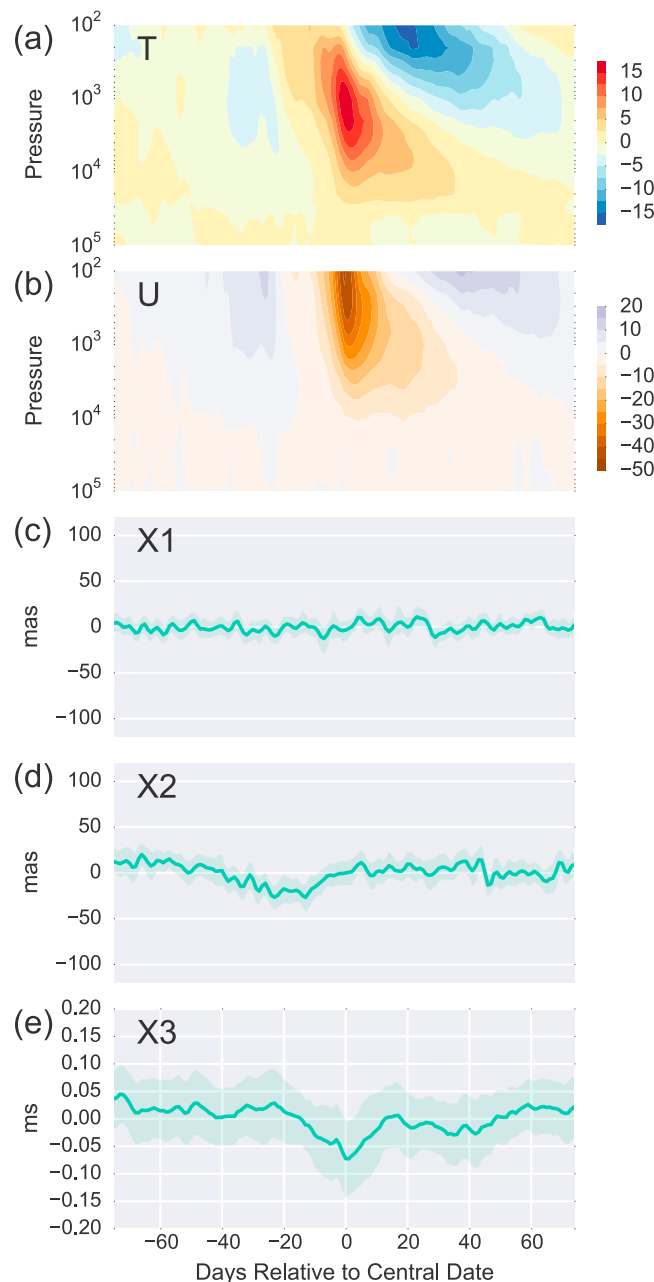 (a)
T
Pressure
10²
10³
10⁴
10⁵
15
10
5
0
−5
−10
−15
(b)
U
Pressure
10²
10³
10⁴
10⁵
20
10
0
−10
−20
−30
−40
−50
(c)
X1
mas
100
50
0
−50
−100
(d)
X2
mas
100
50
0
−50
−100
(e)
X3
ms
0.20
0.15
0.10
0.05
0.00
−0.05
−0.10
−0.15
−0.20
−60 −40 −20 0 20 40 60
Days Relative to Central Date